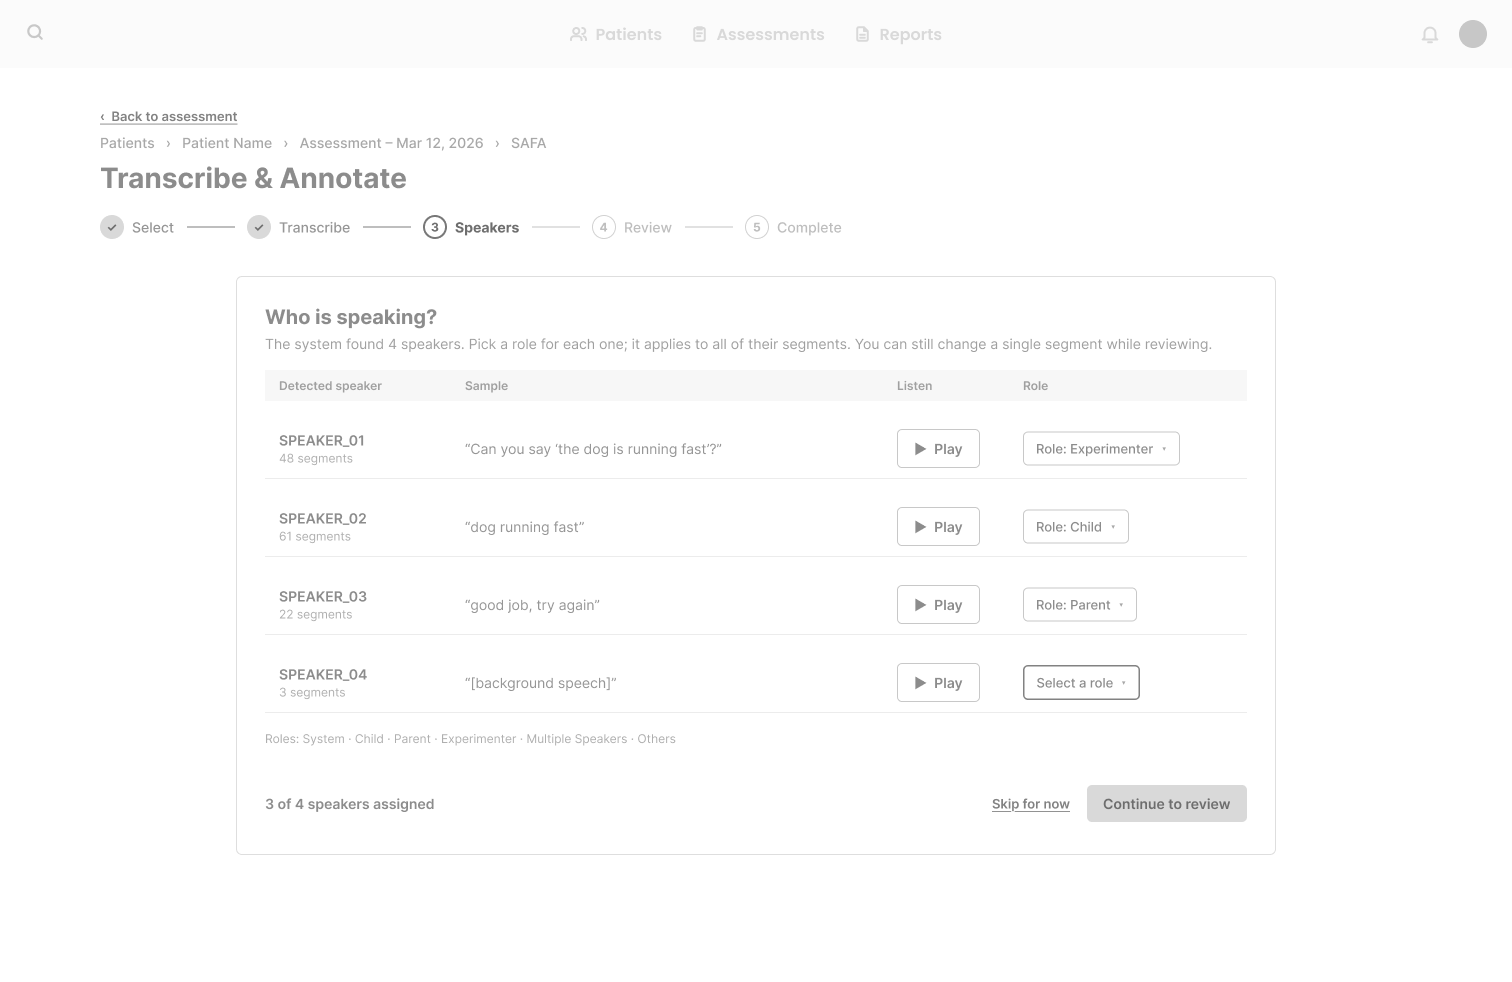 Patients Assessments Reports
‹ Back to assessment
Patients › Patient Name › Assessment – Mar 12, 2026 › SAFA
Transcribe & Annotate
Select Transcribe 3 Speakers 4 Review 5 Complete
Who is speaking?
The system found 4 speakers. Pick a role for each one; it applies to all of their segments. You can still change a single segment while reviewing.
Detected speaker Sample Listen Role
SPEAKER_01
48 segments
“Can you say ‘the dog is running fast’?”
Play
Role: Experimenter
SPEAKER_02
61 segments
“dog running fast”
Play
Role: Child
SPEAKER_03
22 segments
“good job, try again”
Play
Role: Parent
SPEAKER_04
3 segments
“[background speech]”
Play
Select a role
Roles: System · Child · Parent · Experimenter · Multiple Speakers · Others
3 of 4 speakers assigned
Skip for now
Continue to review